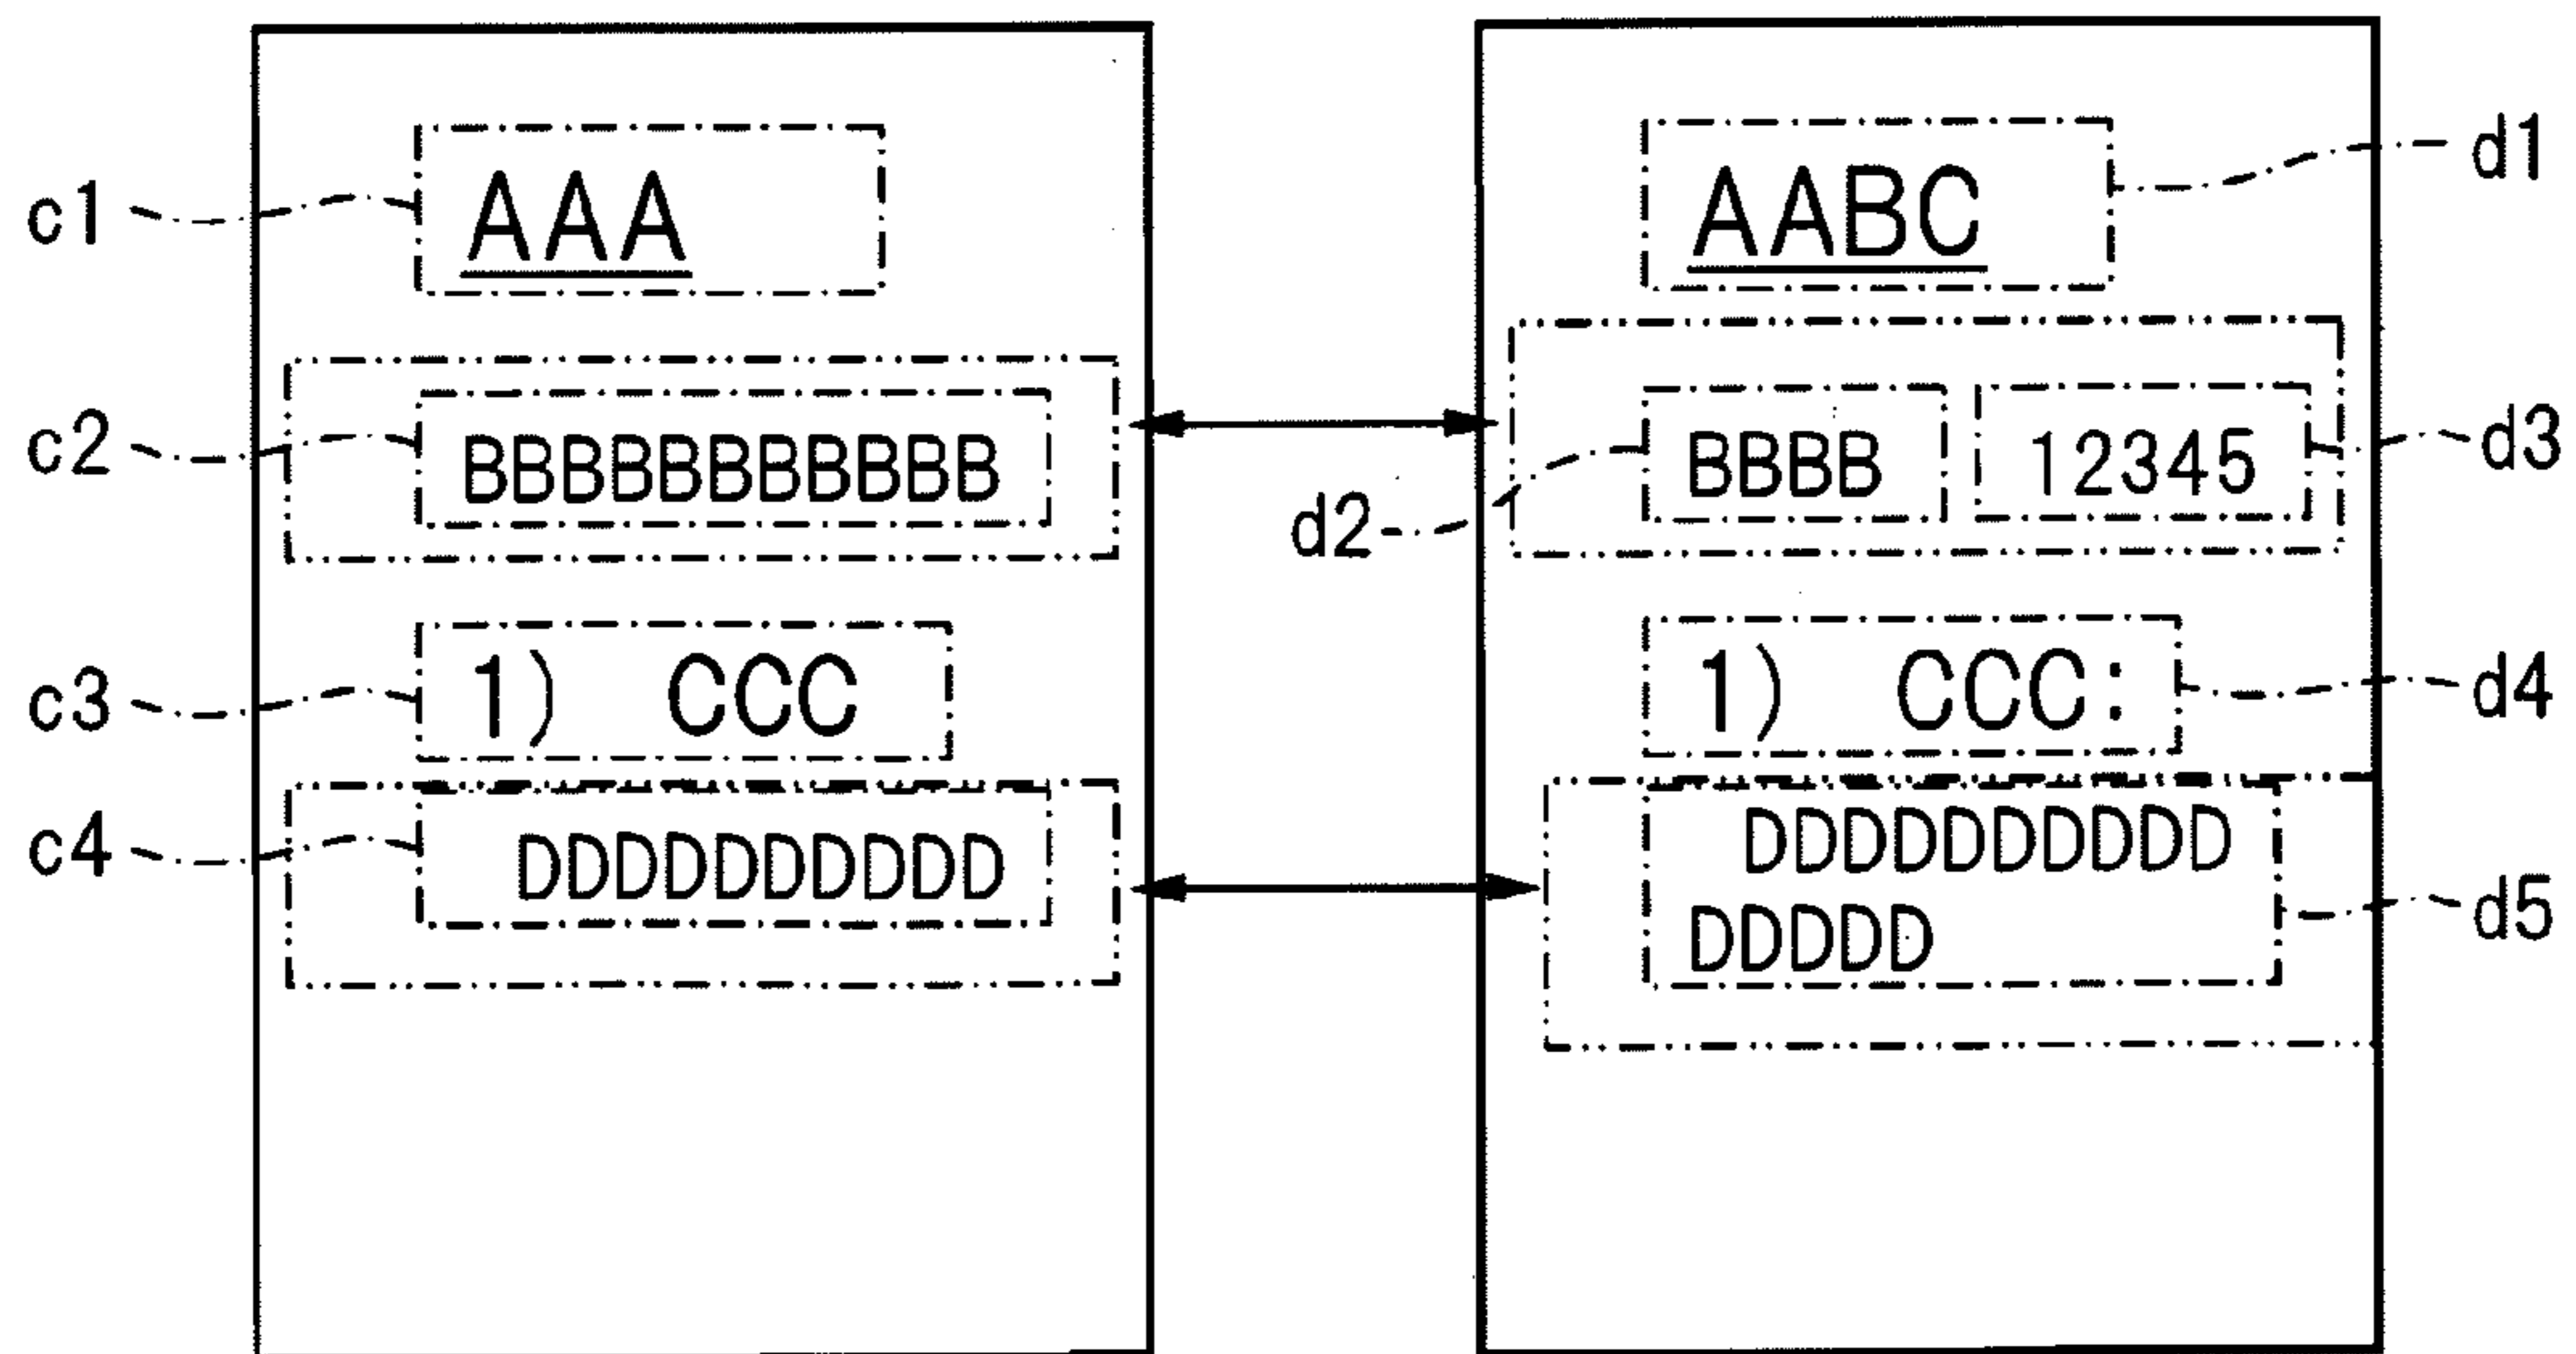 c1 AAA AABC d1
c2 BBBBBBBBBBB d2 BBBB 12345 d3
c3 1) CCC 1) CCC: d4
c4 DDDDDDDDDD DDDDDDDDDD
DDDDD d5